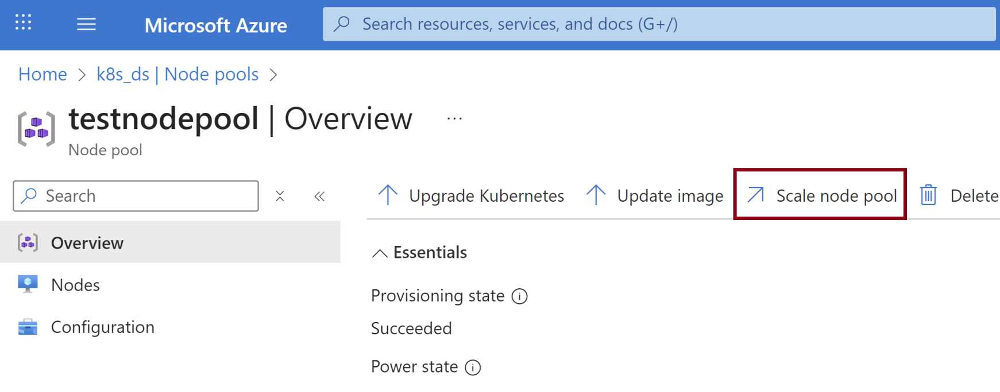 Microsoft Azure
Search resources, services, and docs (G+/)
Home > k8s_ds | Node pools >
testnodepool | Overview ...
Node pool
Search
Upgrade Kubernetes
Update image
Scale node pool
Delete
Overview
Nodes
Configuration
Essentials
Provisioning state
Succeeded
Power state